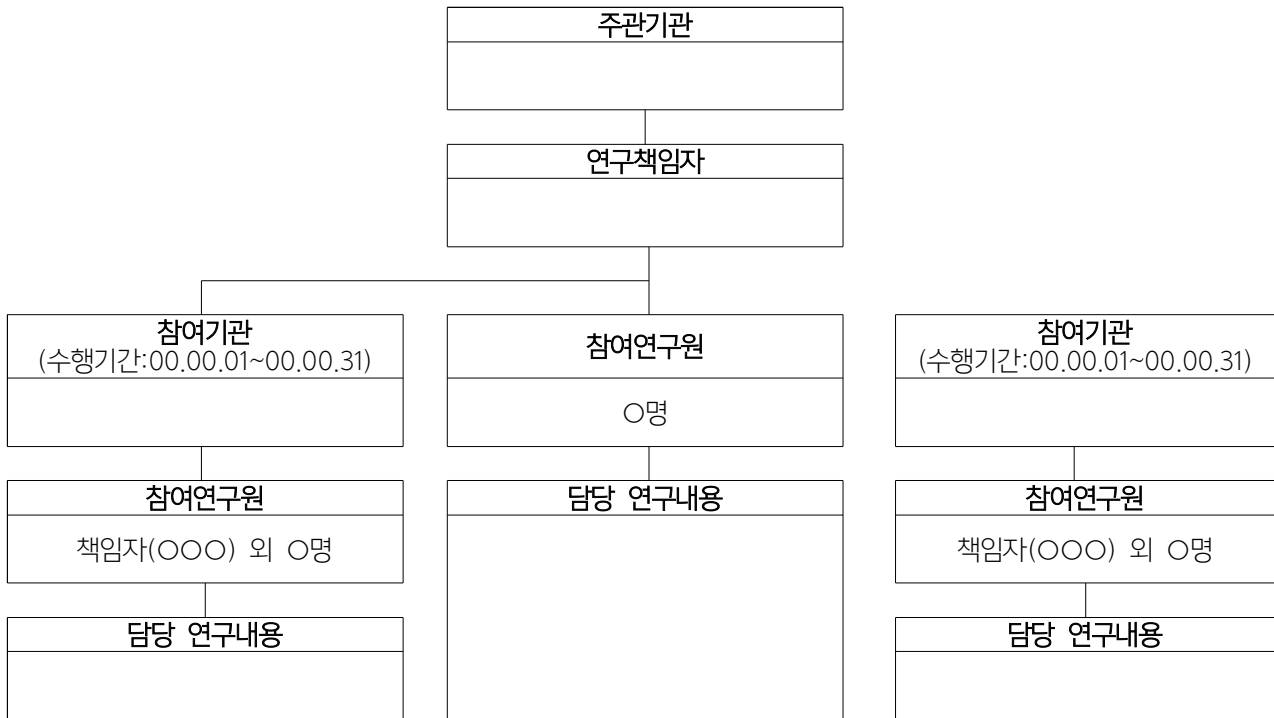 주관기관
연구책임자
참여기관
(수행기간:00.00.01~00.00.31)
참여연구원
○명
참여기관
(수행기간:00.00.01~00.00.31)
참여연구원
책임자(○○○) 외 ○명
담당 연구내용
참여연구원
책임자(○○○) 외 ○명
담당 연구내용
담당 연구내용